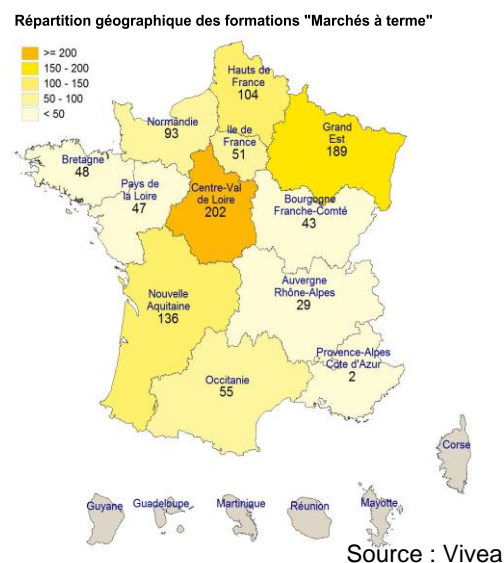 Répartition géographique des formations "Marchés à terme"
>= 200
150 - 200
100 - 150
50 - 100
< 50
Hauts de
France
104
Normandie
93
Ile de
France
51
Grand
Est
189
Bretagne
48
Pays de
la Loire
47
Centre-Val
de Loire
202
Bourgogne
Franche-Comté
43
Nouvelle
Aquitaine
136
Auvergne
Rhône-Alpes
29
Provence-Alpes
Côte d'Azur
2
Occitanie
55
Corse
Guyane
Guadeloupe
Martinique
Réunion
Mayotte
Source : Vivea